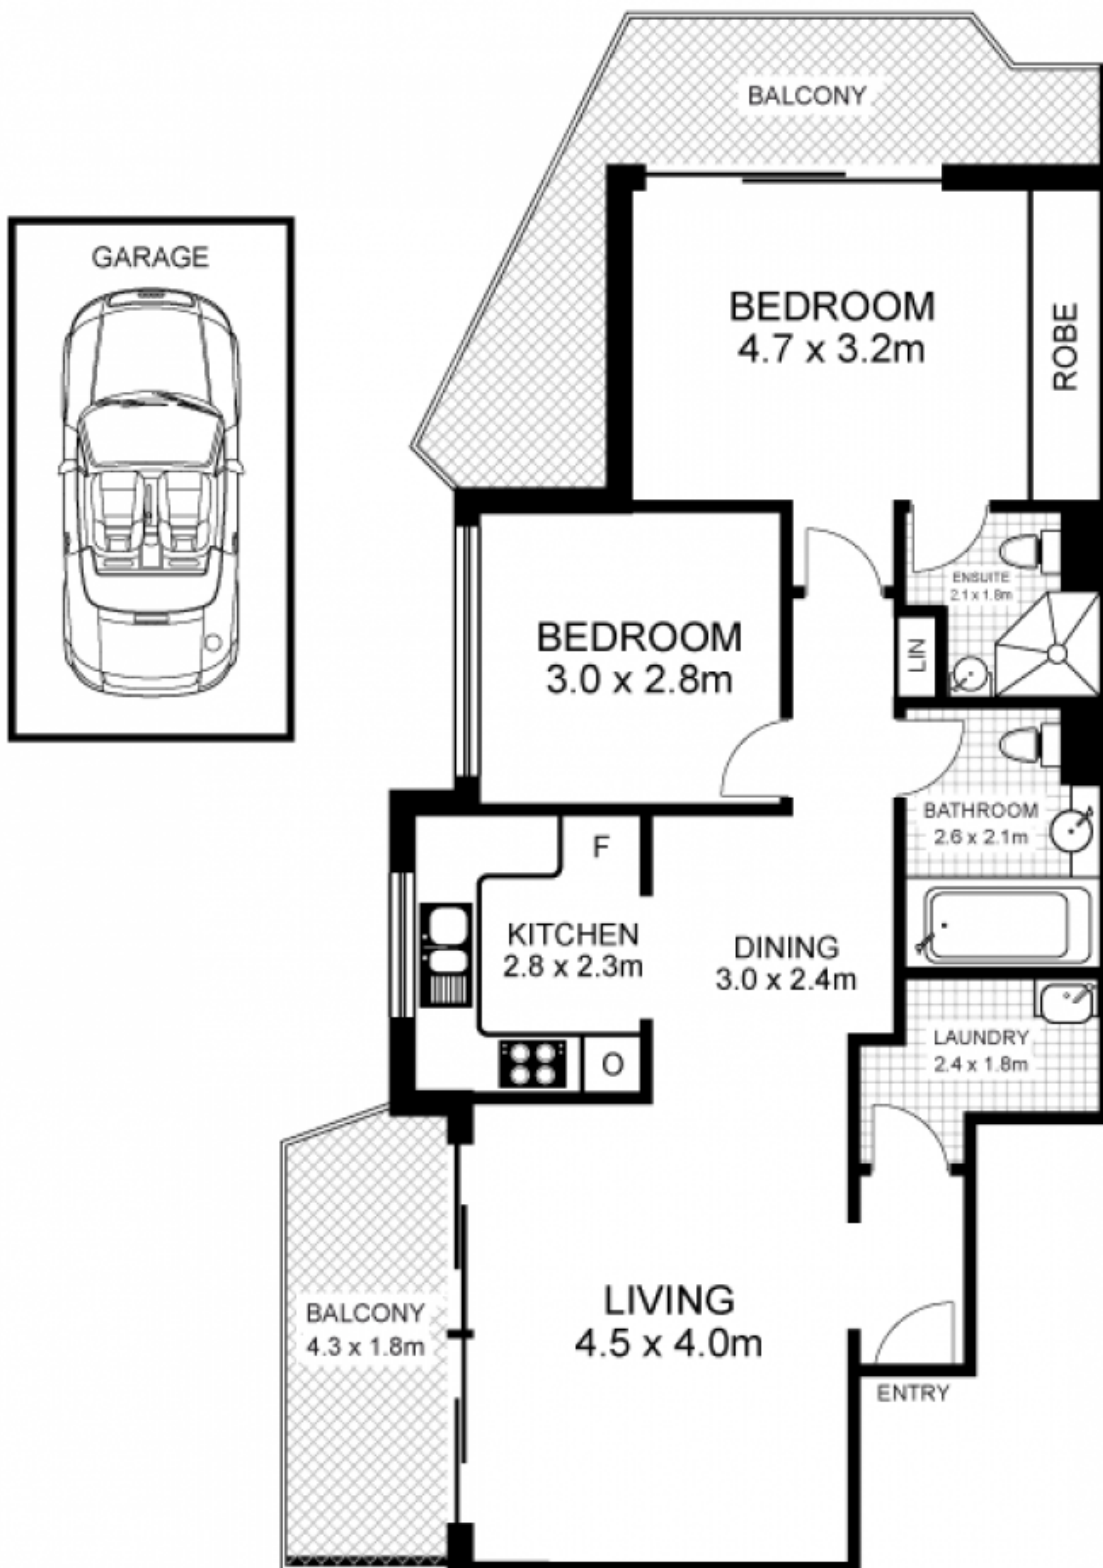 BALCONY
GARAGE
BEDROOM
4.7 x 3.2m
ROBE
ENSUITE
2.1 x 1.8m
BEDROOM
3.0 x 2.8m
LIN
BATHROOM
2.6 x 2.1m
F
KITCHEN
2.8 x 2.3m
DINING
3.0 x 2.4m
LAUNDRY
2.4 x 1.8m
O
LIVING
4.5 x 4.0m
BALCONY
4.3 x 1.8m
ENTRY